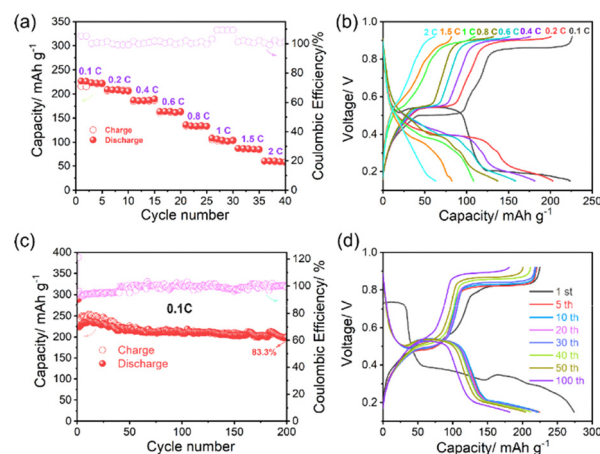 (a)
Capacity/ mAh g⁻¹
350
300
250
200
150
100
50
0
0.1 C
0.2 C
0.4 C
0.6 C
0.8 C
1 C
1.5 C
2 C
Charge
Discharge
0 5 10 15 20 25 30 35 40
Cycle number
100
80
60
40
20
0
Coulombic Efficiency/%
(b)
Voltage/ V
1.0
0.8
0.6
0.4
0.2
2 C 1.5C 1C 0.8C 0.6C 0.4 C 0.2 C 0.1 C
0 50 100 150 200 250
Capacity/ mAh g⁻¹
(c)
Capacity/ mAh g⁻¹
400
350
300
250
200
150
100
50
0
0.1C
83.3%
Charge
Discharge
0 50 100 150 200
Cycle number
100
80
60
40
20
0
Coulombic Efficiency / %
(d)
Voltage/ V
1.0
0.8
0.6
0.4
0.2
1 st
5 th
10 th
20 th
30 th
40 th
50 th
100 th
0 50 100 150 200 250 300
Capacity/ mAh g⁻¹